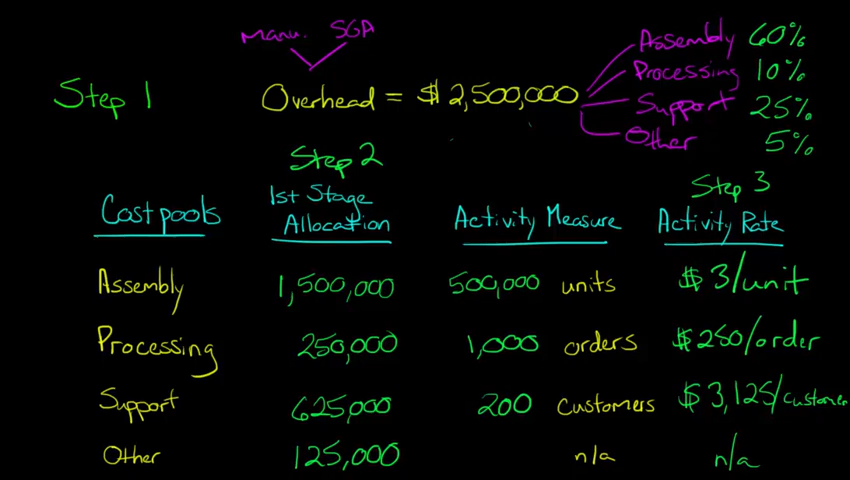 Manu. SGA
Assembly 60%
Step 1 Overhead = $2,500,000 Processing 10%
Support 25%
Other 5%
Step 2
Step 3
Cost pools 1st Stage Allocation Activity Measure Activity Rate
Assembly 1,500,000 500,000 units $3/unit
Processing 250,000 1,000 orders $250/order
Support 625,000 200 customers $3,125/customer
Other 125,000 n/a n/a